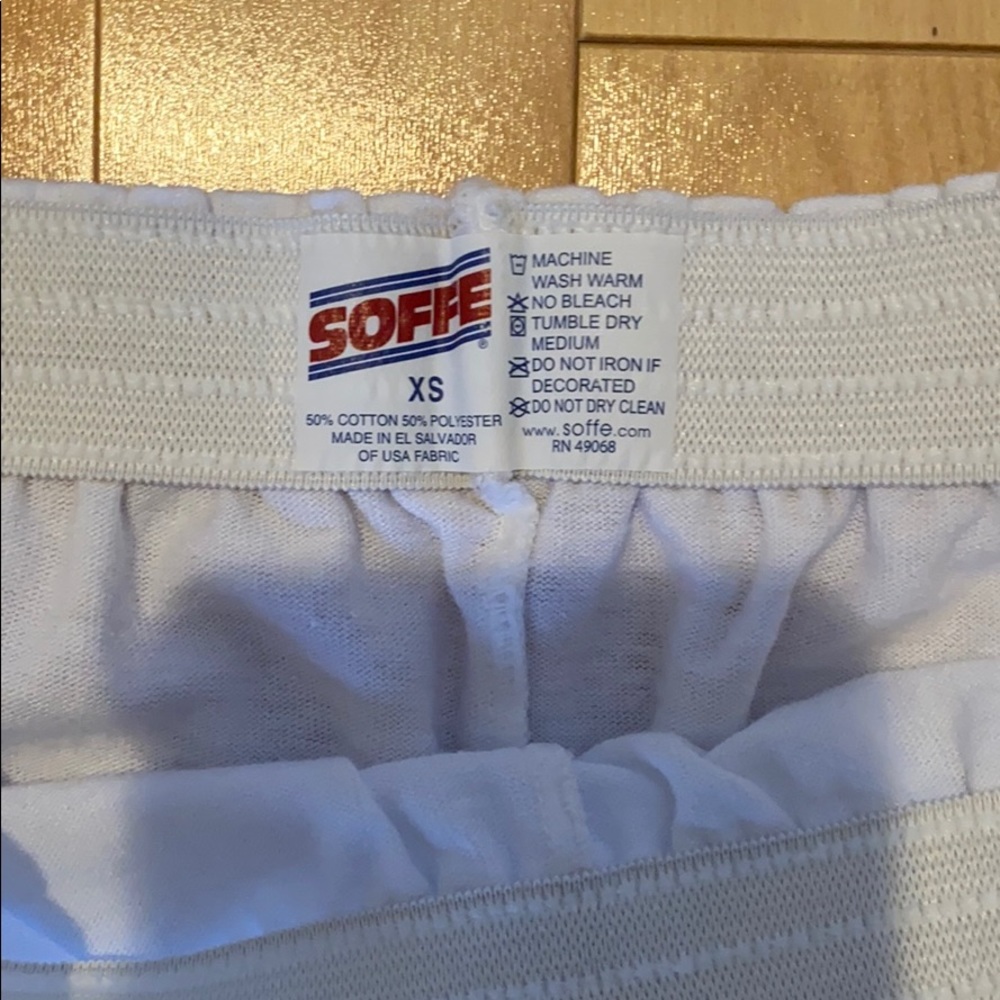 SOFFE
®
XS
50% COTTON 50% POLYESTER
MADE IN EL SALVADOR
OF USA FABRIC
MACHINE
WASH WARM
NO BLEACH
TUMBLE DRY
MEDIUM
DO NOT IRON IF
DECORATED
DO NOT DRY CLEAN
www.soffe.com
RN 49068